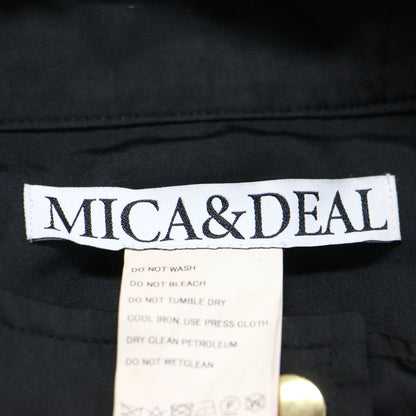 MICA&DEAL
DO NOT WASH
DO NOT BLEACH
DO NOT TUMBLE DRY
COOL IRON, USE PRESS CLOTH
DRY CLEAN PETROLEUM
DO NOT WETCLEAN
F